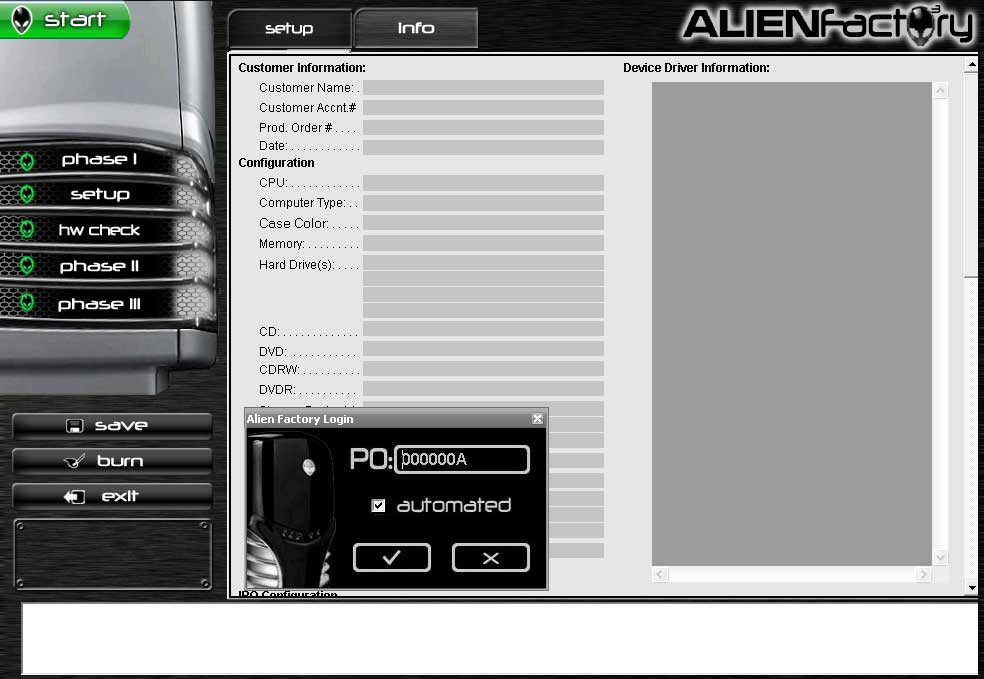 start
setup
Info
ALIENFactory3
Customer Information:
Customer Name: .
Customer Accnt.#
Prod. Order # . . . .
Date: . . . . . . . . . . . .
Configuration
CPU: . . . . . . . . . . . .
Computer Type: . .
Case Color: . . . . .
Memory: . . . . . . . . .
Hard Drive(s): . . . .
CD: . . . . . . . . . . . . .
DVD: . . . . . . . . . . .
CDRW: . . . . . . . . . .
DVDR: . . . . . . . . . . .
Device Driver Information:
phase I
setup
hw check
phase II
phase III
save
burn
exit
Alien Factory Login
PO: 000000A
automated
IRQ Configuration